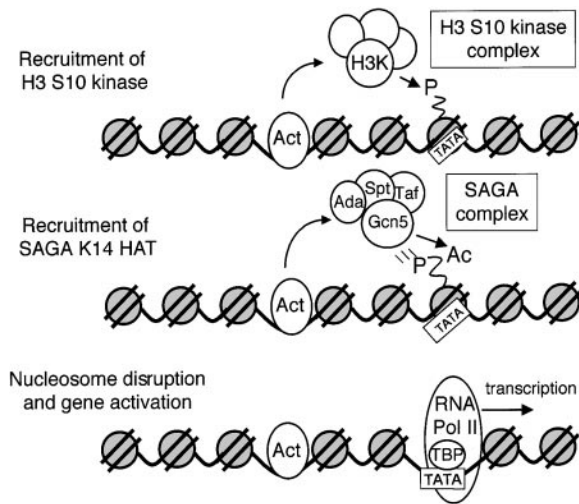 Recruitment of
H3 S10 kinase
H3K
P
H3 S10 kinase
complex
Act
TATA
Recruitment of
SAGA K14 HAT
Ada
Spt
Taf
Gcn5
SAGA
complex
P
Ac
Act
TATA
Nucleosome disruption
and gene activation
RNA
Pol II
transcription
Act
TBP
TATA